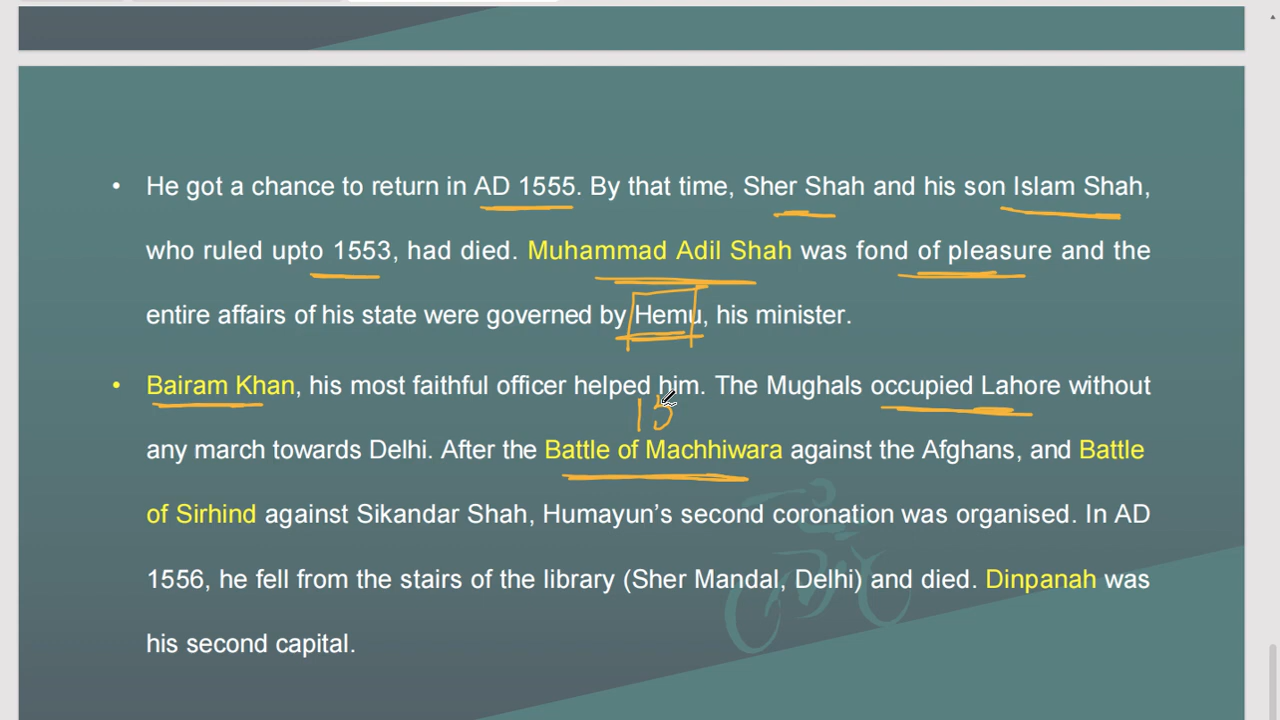 • He got a chance to return in AD 1555. By that time, Sher Shah and his son Islam Shah,
who ruled upto 1553, had died. Muhammad Adil Shah was fond of pleasure and the
entire affairs of his state were governed by Hemu, his minister.
• Bairam Khan, his most faithful officer helped him. The Mughals occupied Lahore without
15
any march towards Delhi. After the Battle of Machhiwara against the Afghans, and Battle
of Sirhind against Sikandar Shah, Humayun's second coronation was organised. In AD
1556, he fell from the stairs of the library (Sher Mandal, Delhi) and died. Dinpanah was
his second capital.